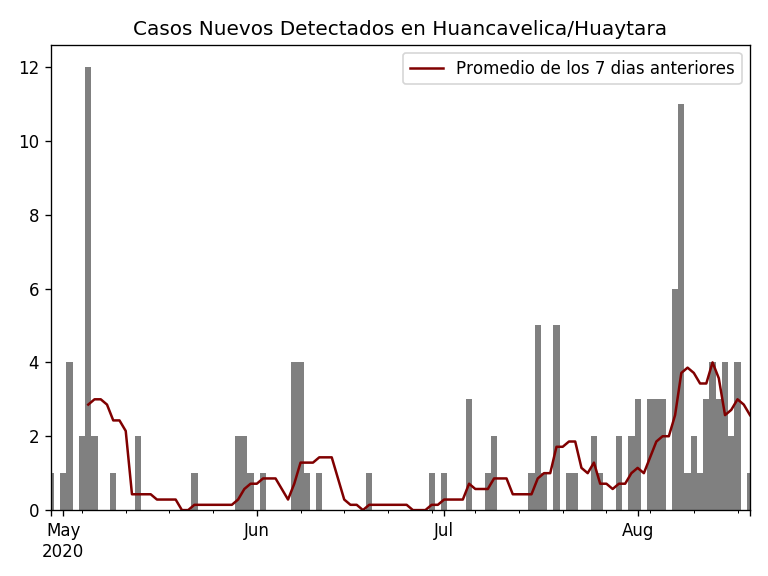 Casos Nuevos Detectados en Huancavelica/Huaytara
Promedio de los 7 dias anteriores
12
10
8
6
4
2
0
May Jun Jul Aug
2020